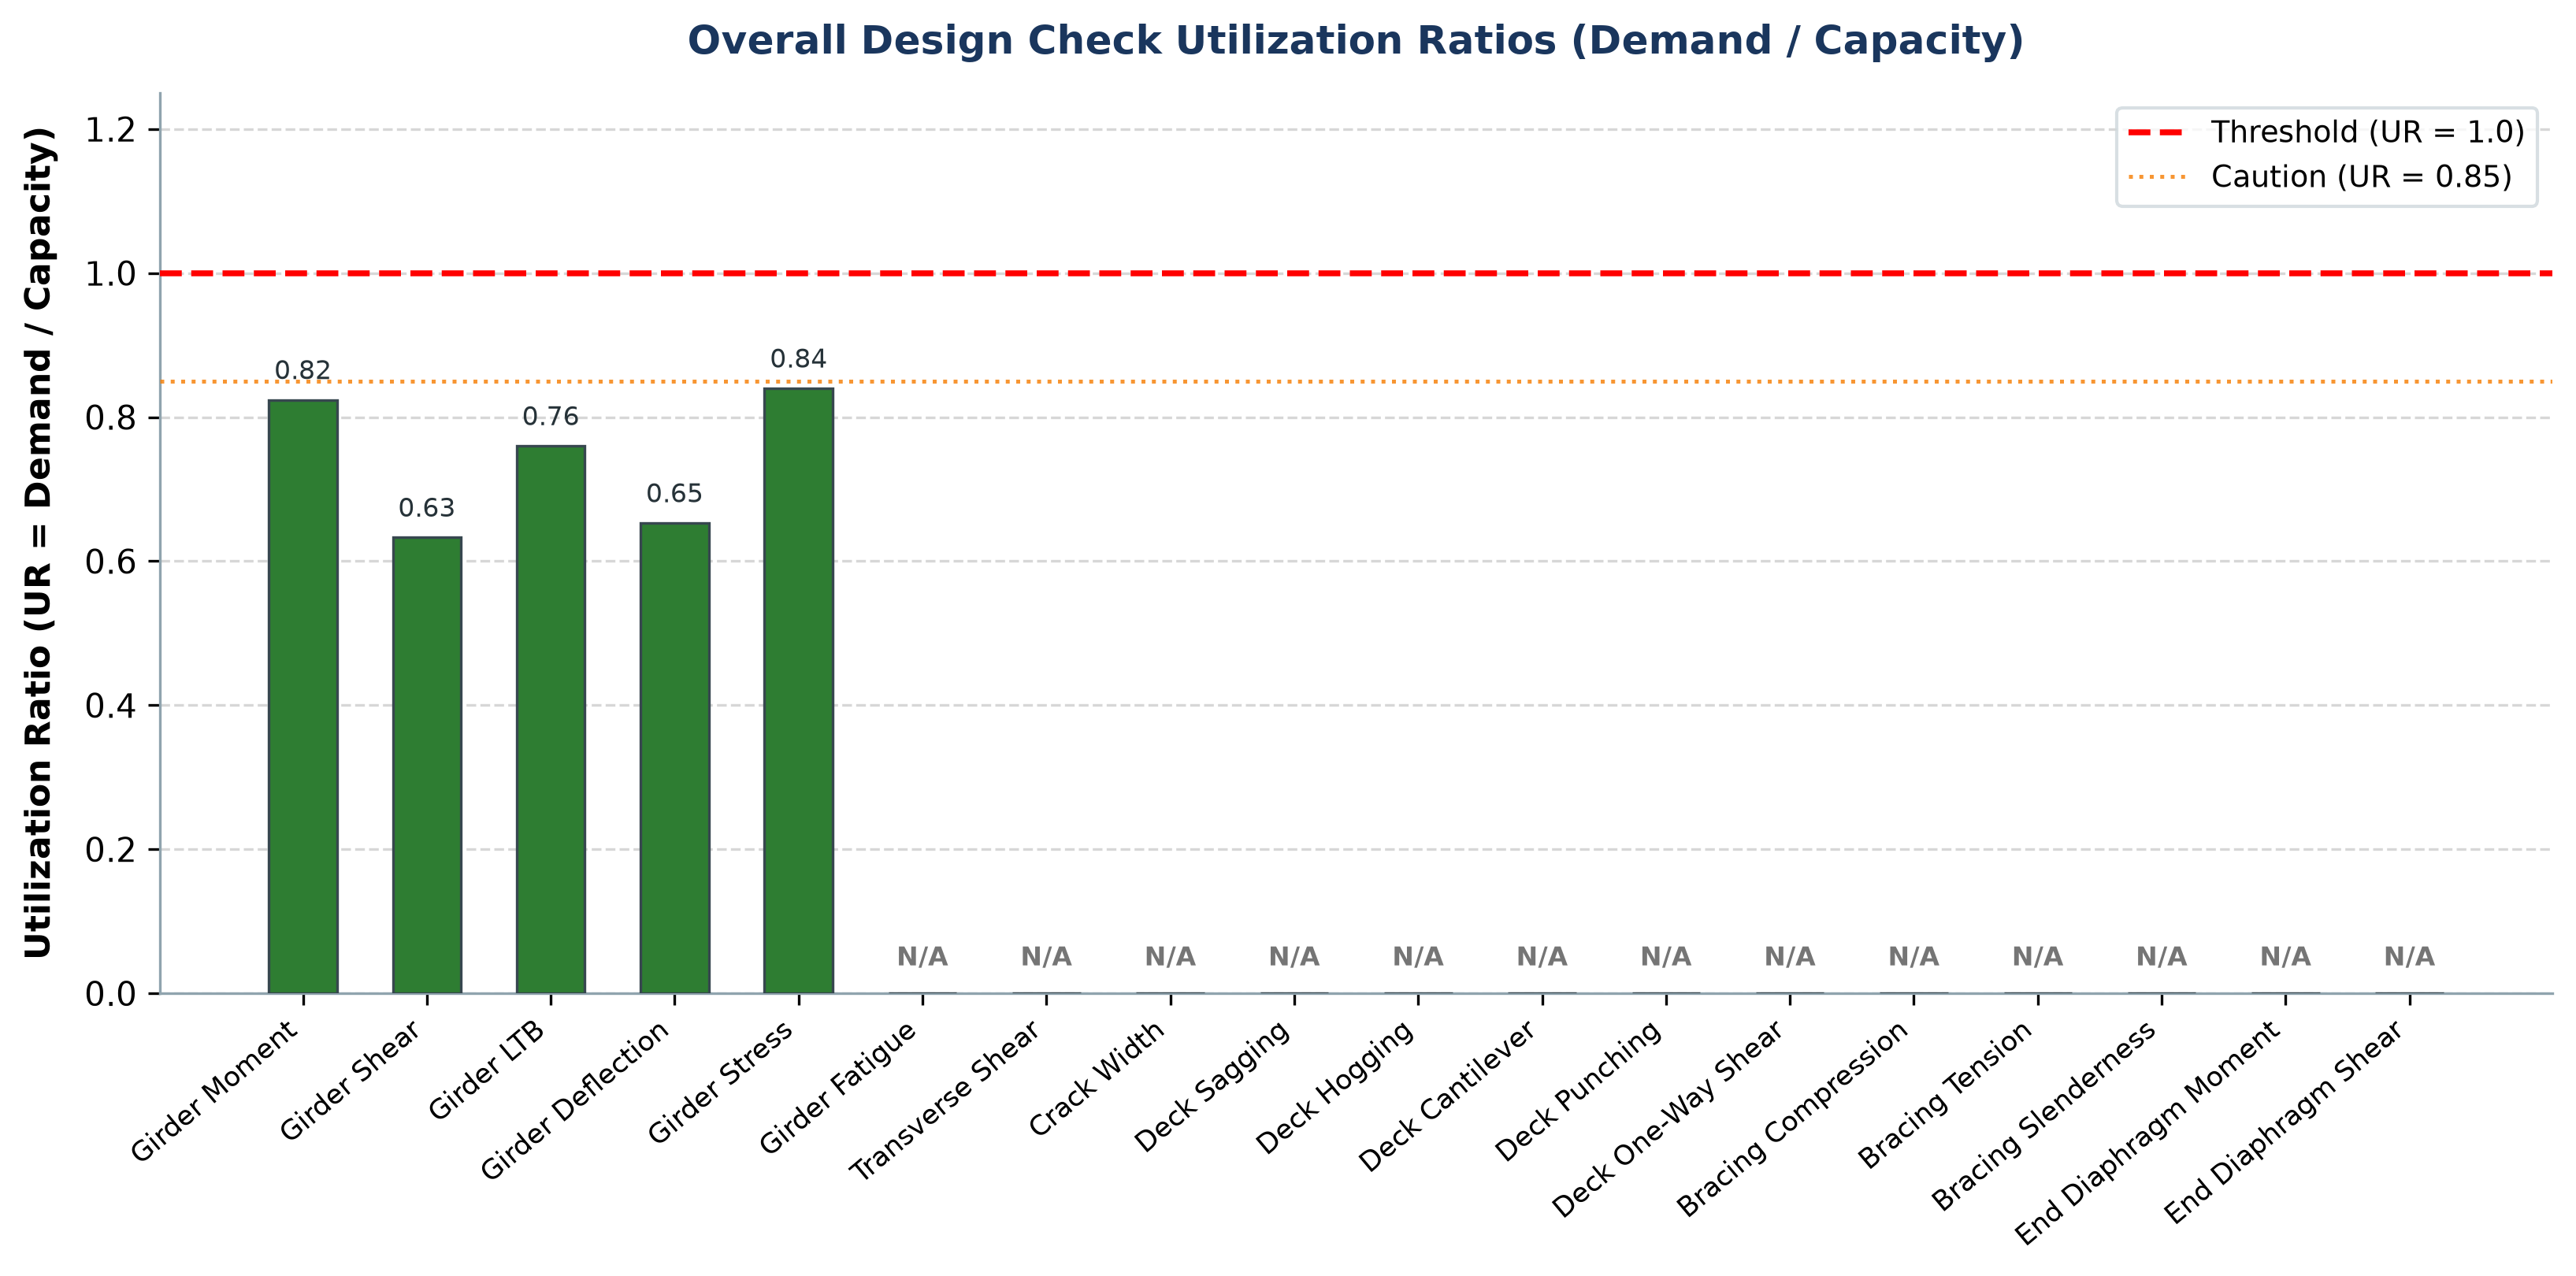 Overall Design Check Utilization Ratios (Demand / Capacity)
Utilization Ratio (UR = Demand / Capacity)
1.2
1.0
0.8
0.6
0.4
0.2
0.0
Threshold (UR = 1.0)
Caution (UR = 0.85)
0.82
0.63
0.76
0.65
0.84
N/A
N/A
N/A
N/A
N/A
N/A
N/A
N/A
N/A
N/A
N/A
N/A
N/A
Girder Moment
Girder Shear
Girder LTB
Girder Deflection
Girder Stress
Girder Fatigue
Transverse Shear
Crack Width
Deck Sagging
Deck Hogging
Deck Cantilever
Deck Punching
Deck One-Way Shear
Bracing Compression
Bracing Tension
Bracing Slenderness
End Diaphragm Moment
End Diaphragm Shear